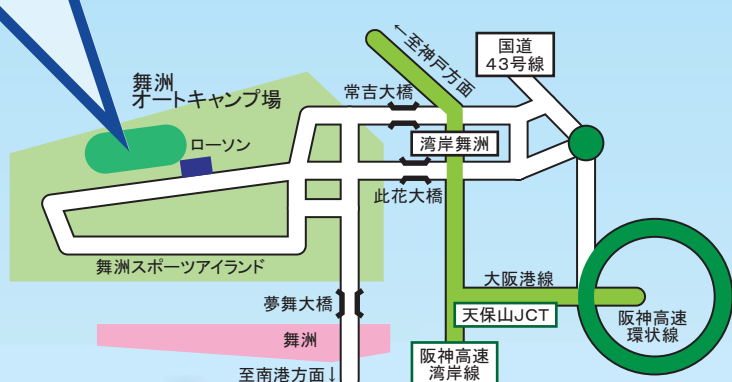 ←至神戸方面
国道
43号線
舞洲
オートキャンプ場
常吉大橋
ローソン
湾岸舞洲
此花大橋
舞洲スポーツアイランド
大阪港線
夢舞大橋
天保山JCT
阪神高速
環状線
舞洲
阪神高速
湾岸線
至南港方面↓